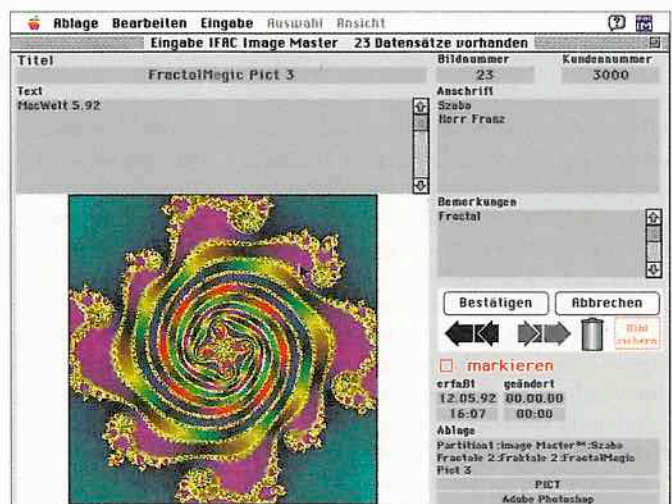 Ablage Bearbeiten Eingabe Auswahl Ansicht
Eingabe IFAC Image Master 23 Datensätze vorhanden
Titel
FractalMagic Pict 3
Bildnummer Kundennummer
23 3000
Text
MacWelt 5.92
Anschrift
Szabo
Herr Franz
Bemerkungen
Fractal
Bestätigen Abbrechen
Bild
sichern
markieren
erfaßt geändert
12.05.92 00.00.00
16:07 00:00
Ablage
Partition1:Image Master™:Szabo
Fractale 2:Fraktale 2:FractalMagic
Pict 3
PICT
Adobe Photoshop